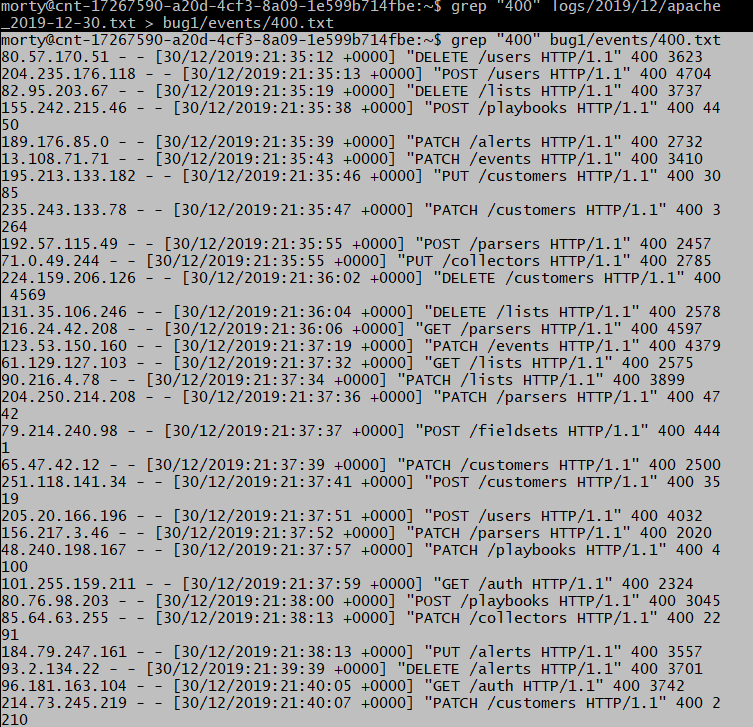 morty@cnt-17267590-a20d-4cf3-8a09-1e599b714fbe:~$ grep "400" logs/2019/12/apache
_2019-12-30.txt > bug1/events/400.txt
morty@cnt-17267590-a20d-4cf3-8a09-1e599b714fbe:~$ grep "400" bug1/events/400.txt
80.57.170.51 - - [30/12/2019:21:35:12 +0000] "DELETE /users HTTP/1.1" 400 3623
204.235.176.118 - - [30/12/2019:21:35:13 +0000] "POST /users HTTP/1.1" 400 4704
82.95.203.67 - - [30/12/2019:21:35:19 +0000] "DELETE /lists HTTP/1.1" 400 3737
155.242.215.46 - - [30/12/2019:21:35:38 +0000] "POST /playbooks HTTP/1.1" 400 44
50
189.176.85.0 - - [30/12/2019:21:35:39 +0000] "PATCH /alerts HTTP/1.1" 400 2732
13.108.71.71 - - [30/12/2019:21:35:43 +0000] "PATCH /events HTTP/1.1" 400 3410
195.213.133.182 - - [30/12/2019:21:35:46 +0000] "PUT /customers HTTP/1.1" 400 30
85
235.243.133.78 - - [30/12/2019:21:35:47 +0000] "PATCH /customers HTTP/1.1" 400 3
264
192.57.115.49 - - [30/12/2019:21:35:55 +0000] "POST /parsers HTTP/1.1" 400 2457
71.0.49.244 - - [30/12/2019:21:35:55 +0000] "PUT /collectors HTTP/1.1" 400 2785
224.159.206.126 - - [30/12/2019:21:36:02 +0000] "DELETE /customers HTTP/1.1" 400
 4569
131.35.106.246 - - [30/12/2019:21:36:04 +0000] "DELETE /lists HTTP/1.1" 400 2578
216.24.42.208 - - [30/12/2019:21:36:06 +0000] "GET /parsers HTTP/1.1" 400 4597
123.53.150.160 - - [30/12/2019:21:37:19 +0000] "PATCH /events HTTP/1.1" 400 4379
61.129.127.103 - - [30/12/2019:21:37:32 +0000] "GET /lists HTTP/1.1" 400 2575
90.216.4.78 - - [30/12/2019:21:37:34 +0000] "PATCH /lists HTTP/1.1" 400 3899
204.250.214.208 - - [30/12/2019:21:37:36 +0000] "PATCH /parsers HTTP/1.1" 400 47
42
79.214.240.98 - - [30/12/2019:21:37:37 +0000] "POST /fieldsets HTTP/1.1" 400 444
1
65.47.42.12 - - [30/12/2019:21:37:39 +0000] "PATCH /customers HTTP/1.1" 400 2500
251.118.141.34 - - [30/12/2019:21:37:41 +0000] "POST /customers HTTP/1.1" 400 35
19
205.20.166.196 - - [30/12/2019:21:37:51 +0000] "POST /users HTTP/1.1" 400 4032
156.217.3.46 - - [30/12/2019:21:37:52 +0000] "PATCH /parsers HTTP/1.1" 400 2020
48.240.198.167 - - [30/12/2019:21:37:57 +0000] "PATCH /playbooks HTTP/1.1" 400 4
100
101.255.159.211 - - [30/12/2019:21:37:59 +0000] "GET /auth HTTP/1.1" 400 2324
80.76.98.203 - - [30/12/2019:21:38:00 +0000] "POST /playbooks HTTP/1.1" 400 3045
85.64.63.255 - - [30/12/2019:21:38:13 +0000] "PATCH /collectors HTTP/1.1" 400 22
91
184.79.247.161 - - [30/12/2019:21:38:13 +0000] "PUT /alerts HTTP/1.1" 400 3557
93.2.134.22 - - [30/12/2019:21:39:39 +0000] "DELETE /alerts HTTP/1.1" 400 3701
96.181.163.104 - - [30/12/2019:21:40:05 +0000] "GET /auth HTTP/1.1" 400 3742
214.73.245.219 - - [30/12/2019:21:40:07 +0000] "PATCH /customers HTTP/1.1" 400 2
210